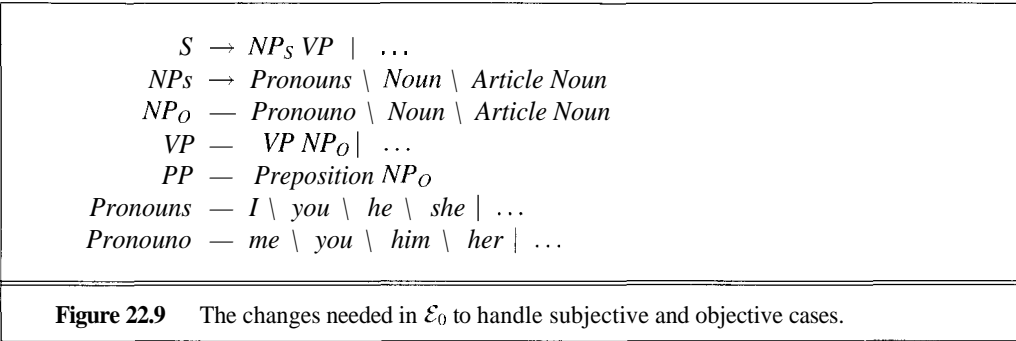 S → NP_S VP | ...
NPs → Pronouns \ Noun \ Article Noun
NP_O — Pronouno \ Noun \ Article Noun
VP — VP NP_O | ...
PP — Preposition NP_O
Pronouns — I \ you \ he \ she | ...
Pronouno — me \ you \ him \ her | ...
Figure 22.9 The changes needed in ℰ₀ to handle subjective and objective cases.